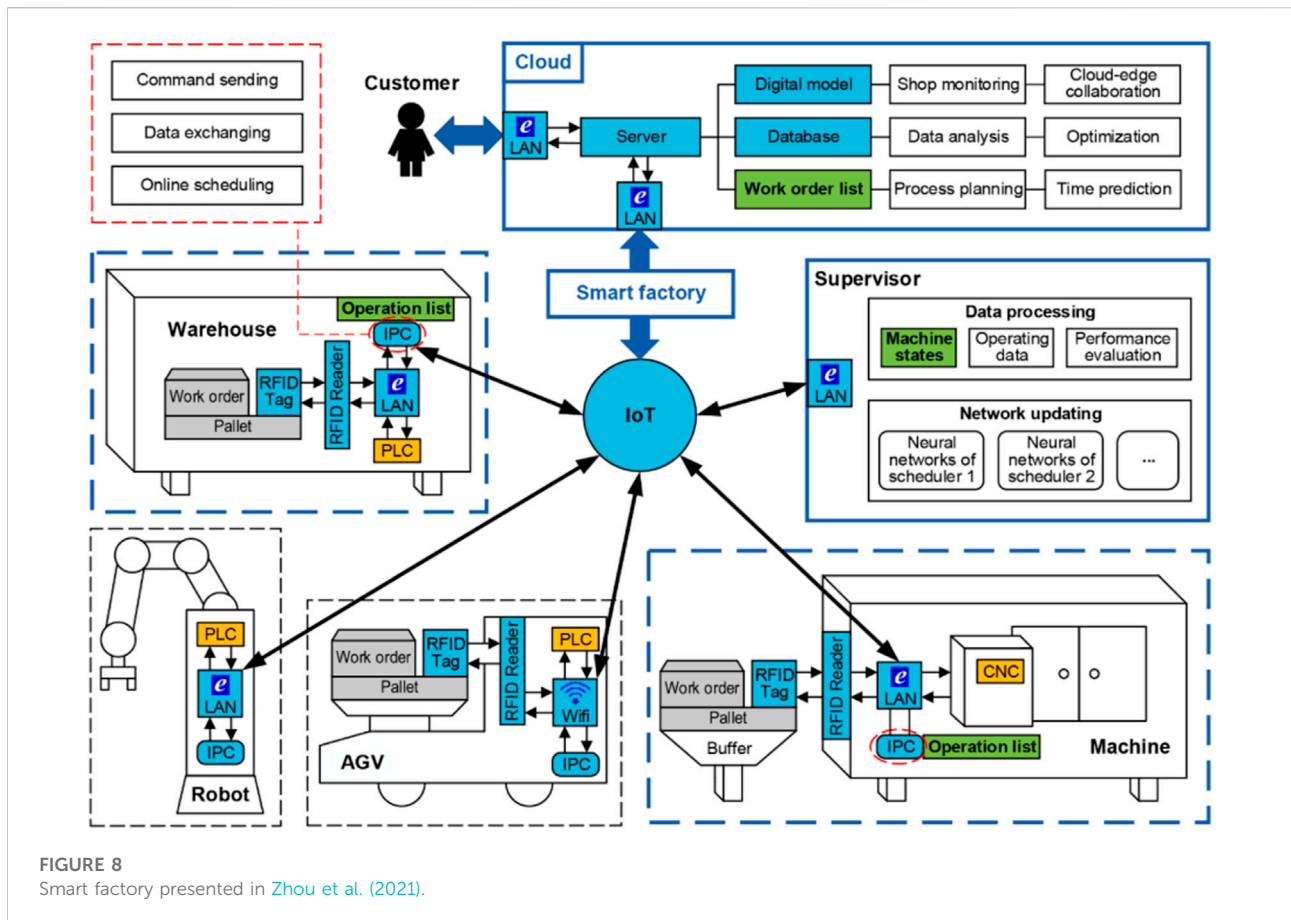 Command sending
Data exchanging
Online scheduling
Customer
Cloud
e
LAN
Server
e
LAN
Digital model
Shop monitoring
Cloud-edge
collaboration
Database
Data analysis
Optimization
Work order list
Process planning
Time prediction
Smart factory
Warehouse
Operation list
IPC
Work order
Pallet
RFID
Tag
RFID Reader
e
LAN
PLC
IoT
Supervisor
e
LAN
Data processing
Machine
states
Operating
data
Performance
evaluation
Network updating
Neural
networks of
scheduler 1
Neural
networks of
scheduler 2
...
PLC
e
LAN
IPC
Robot
Work order
Pallet
RFID
Tag
RFID Reader
PLC
Wifi
IPC
AGV
Work order
Pallet
Buffer
RFID
Tag
RFID Reader
e
LAN
CNC
IPC
Operation list
Machine
FIGURE 8
Smart factory presented in Zhou et al. (2021).